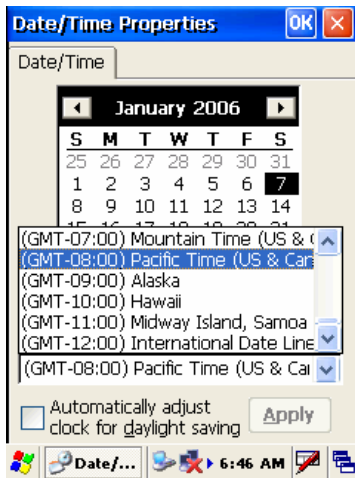 Date/Time Properties OK
Date/Time
January 2006
S M T W T F S
25 26 27 28 29 30 31
1 2 3 4 5 6 7
8 9 10 11 12 13 14
(GMT-07:00) Mountain Time (US &
(GMT-08:00) Pacific Time (US & Can
(GMT-09:00) Alaska
(GMT-10:00) Hawaii
(GMT-11:00) Midway Island, Samoa
(GMT-12:00) International Date Line
(GMT-08:00) Pacific Time (US & Ca
Automatically adjust
clock for daylight saving
Apply
Date/... 6:46 AM